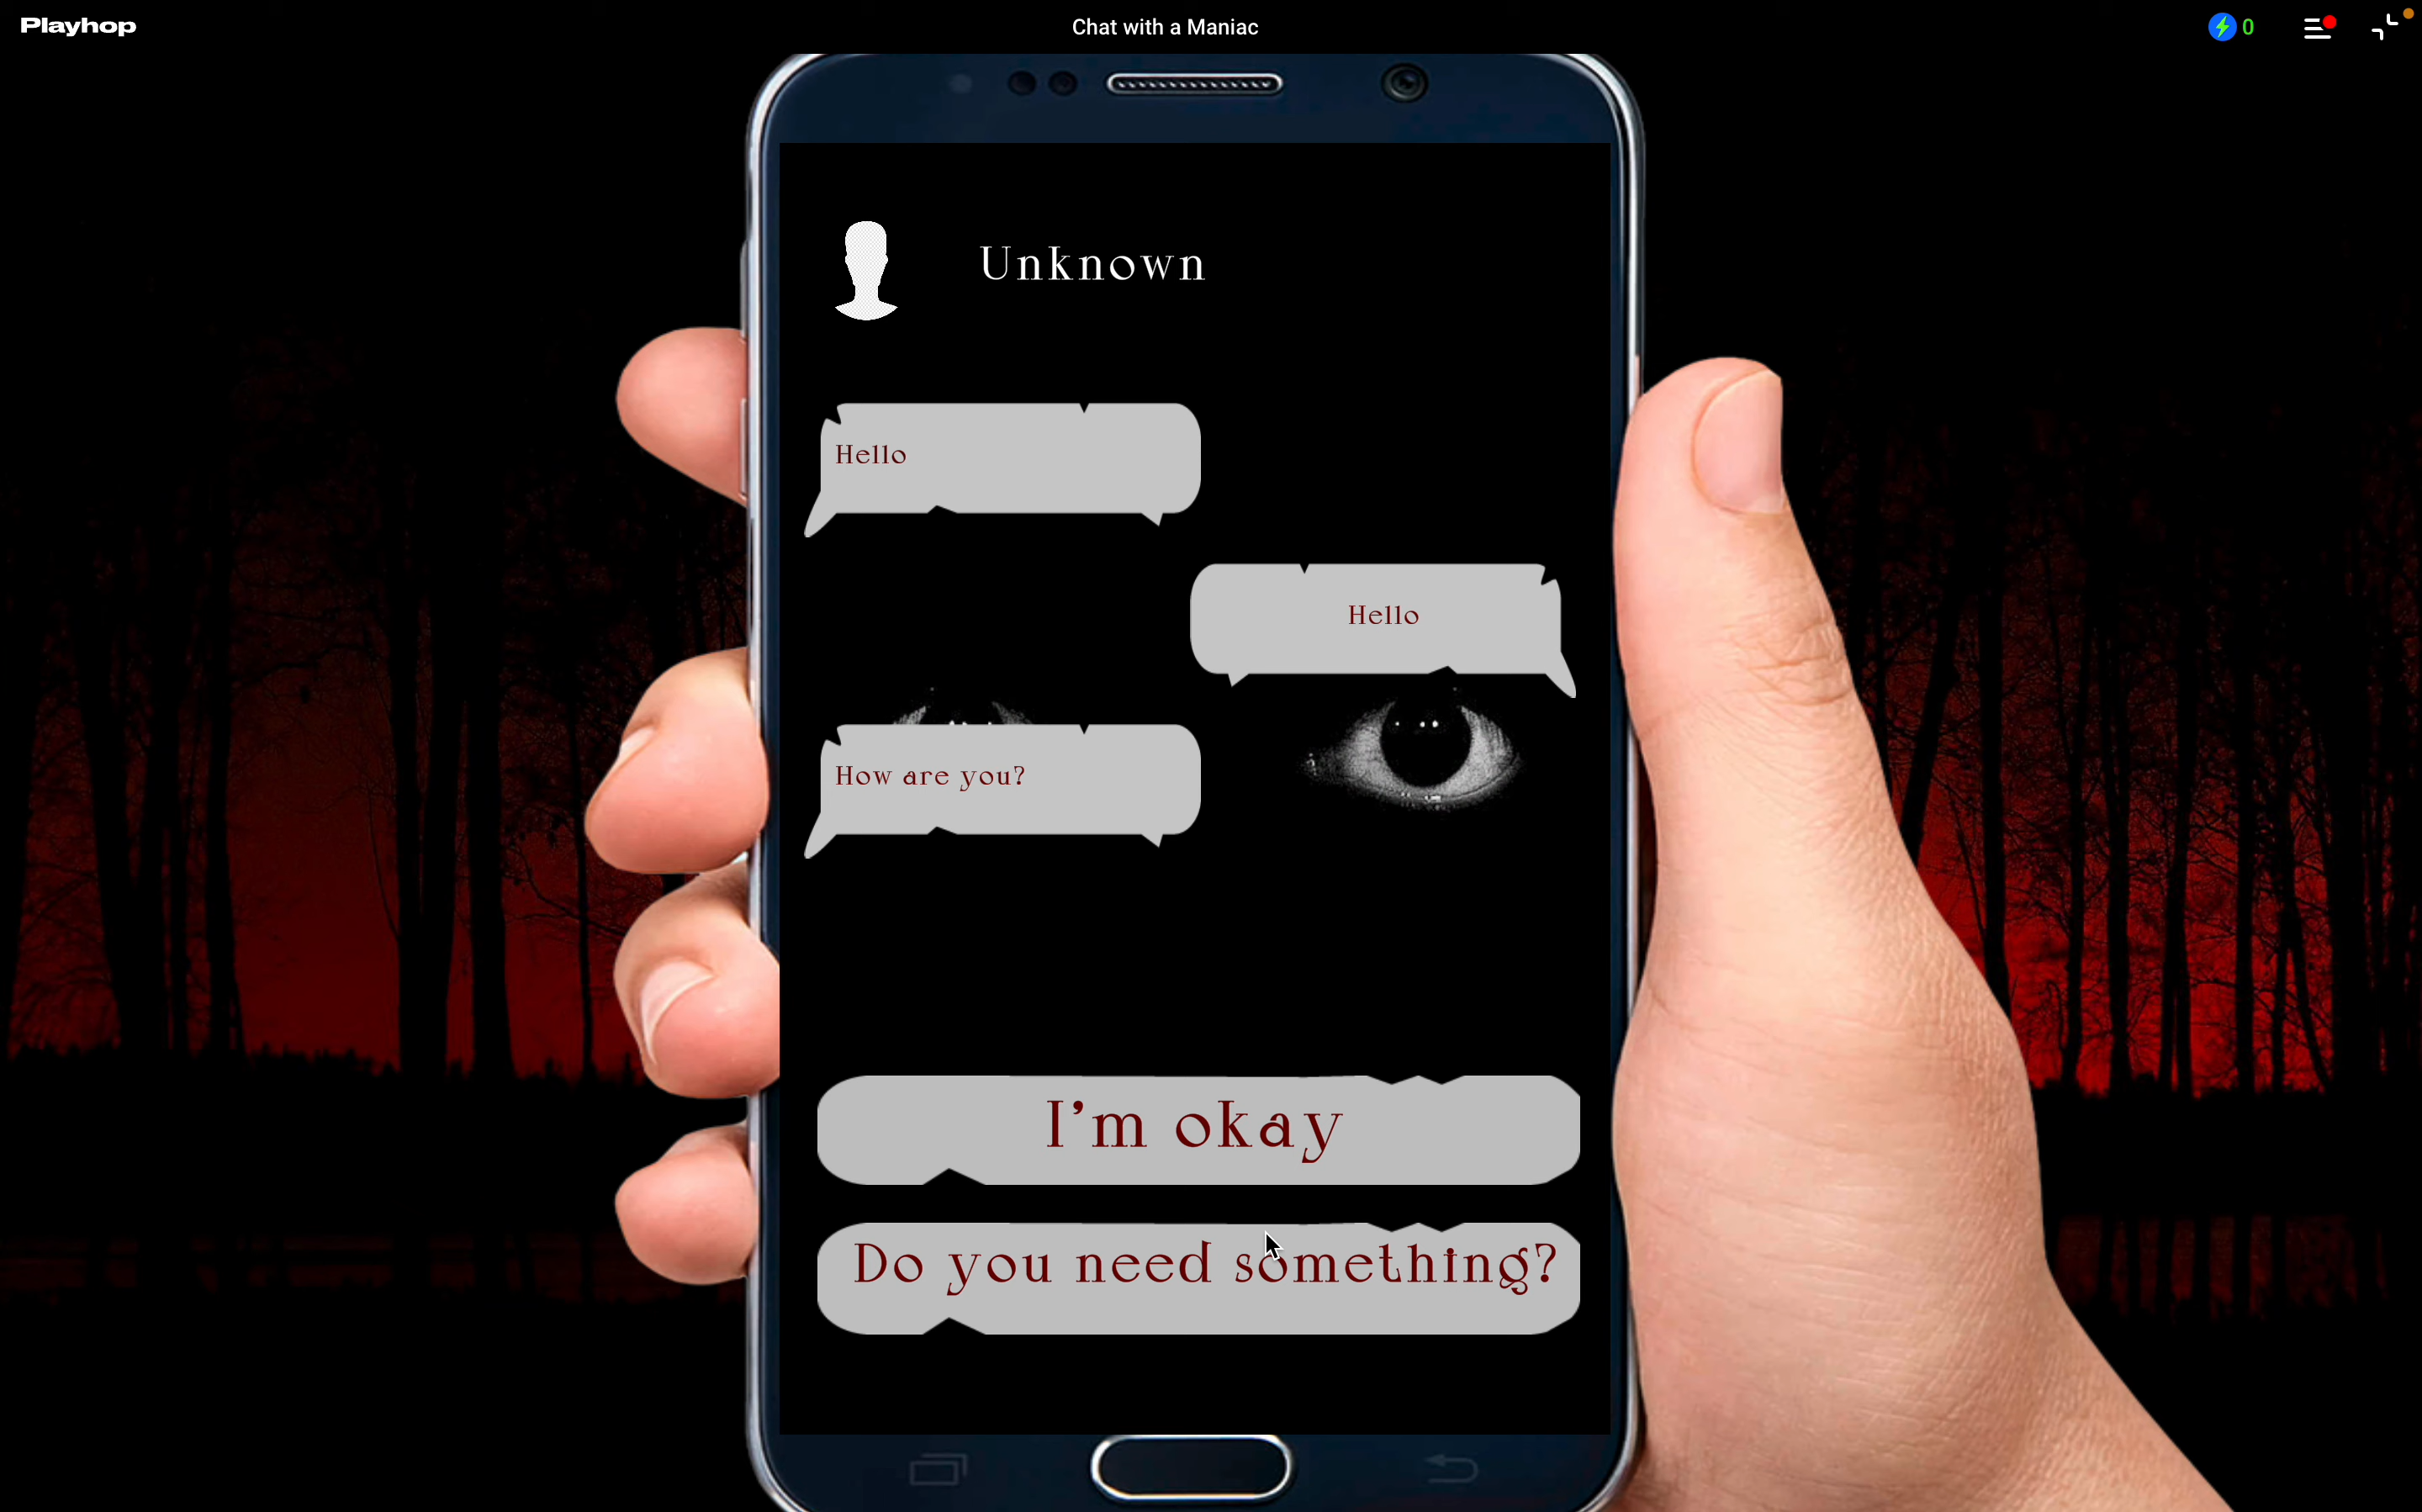 Playhop
Chat with a Maniac
0
Unknown
Hello
Hello
How are you?
I'm okay
Do you need something?